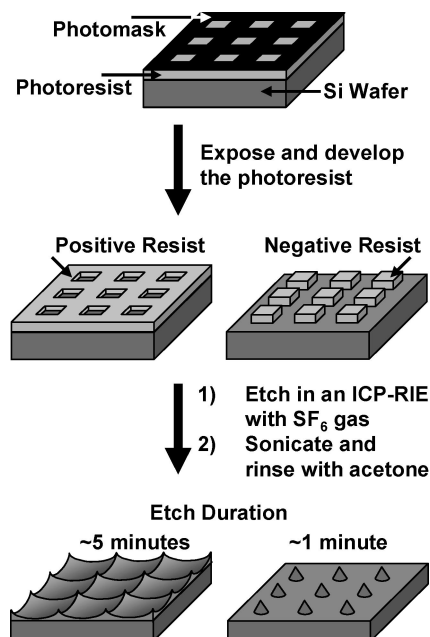 Photomask
Photoresist
Si Wafer
Expose and develop
the photoresist
Positive Resist
Negative Resist
1) Etch in an ICP-RIE
with SF₆ gas
2) Sonicate and
rinse with acetone
Etch Duration
~5 minutes
~1 minute